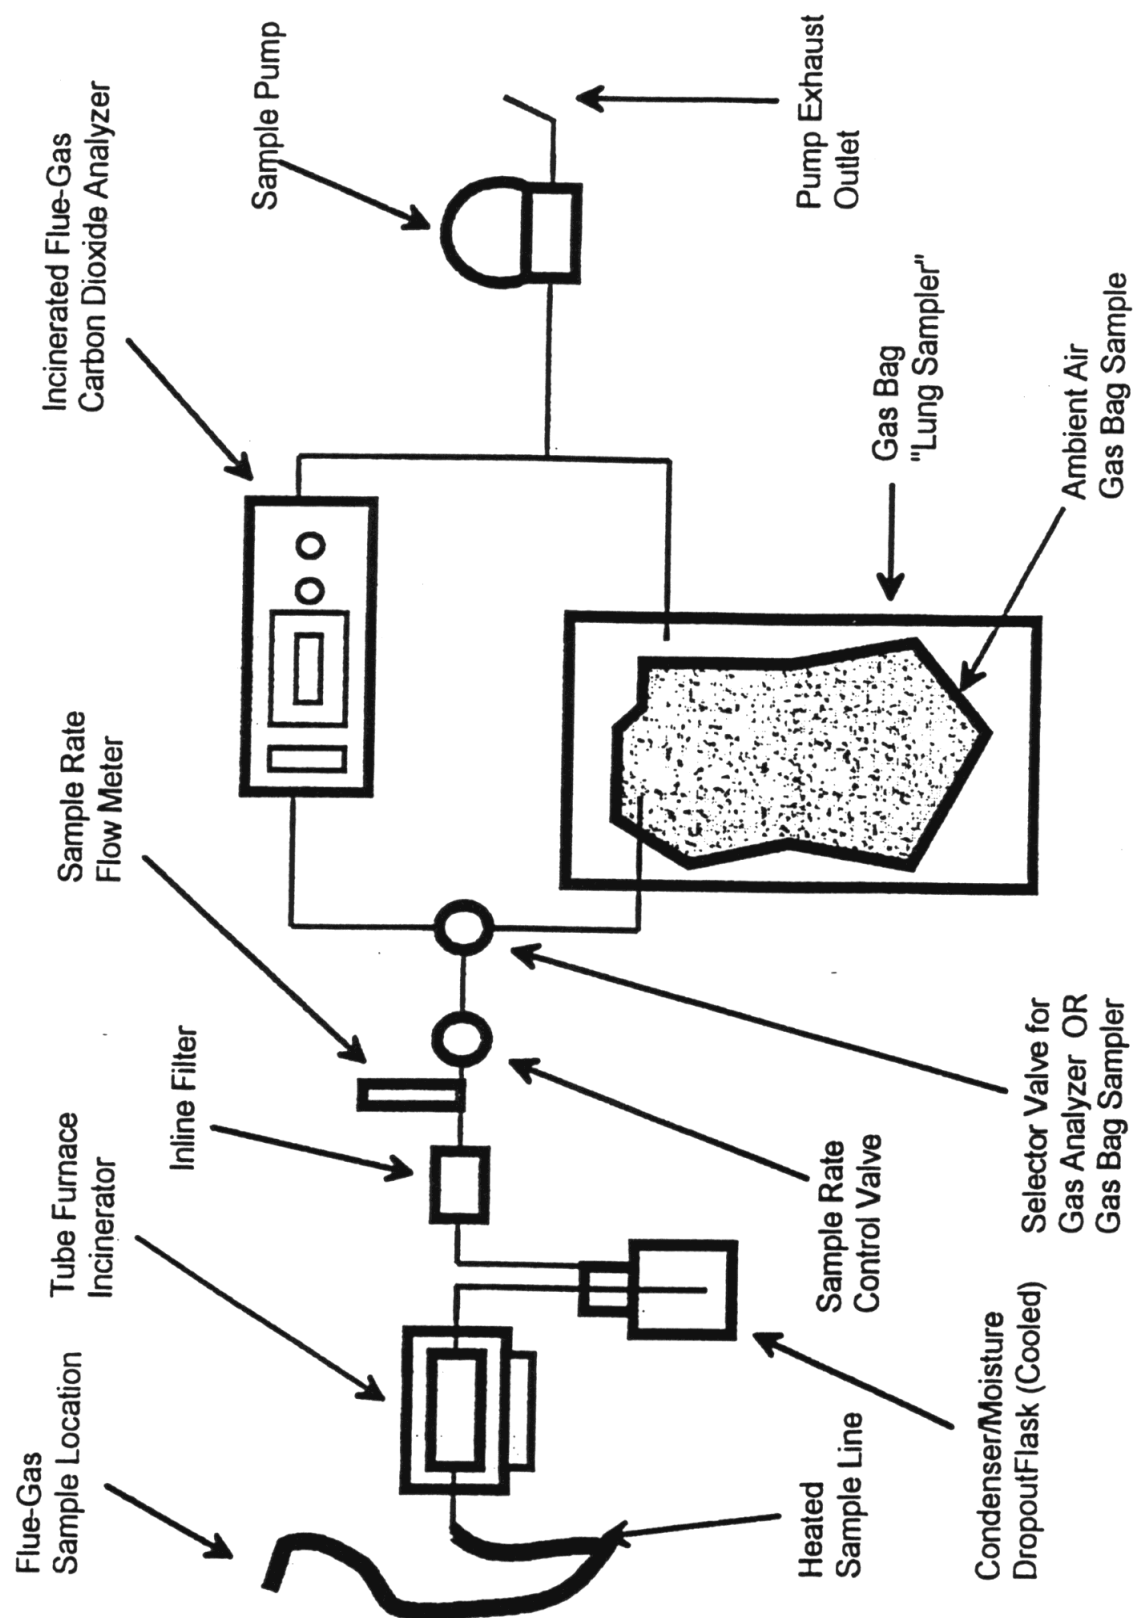 Flue-Gas
Sample Location
Tube Furnace
Incinerator
Inline Filter
Sample Rate
Flow Meter
Incinerated Flue-Gas
Carbon Dioxide Analyzer
Sample Pump
Heated
Sample Line
Condenser/Moisture
DropoutFlask (Cooled)
Sample Rate
Control Valve
Selector Valve for
Gas Analyzer OR
Gas Bag Sampler
Gas Bag
"Lung Sampler"
Ambient Air
Gas Bag Sample
Pump Exhaust
Outlet